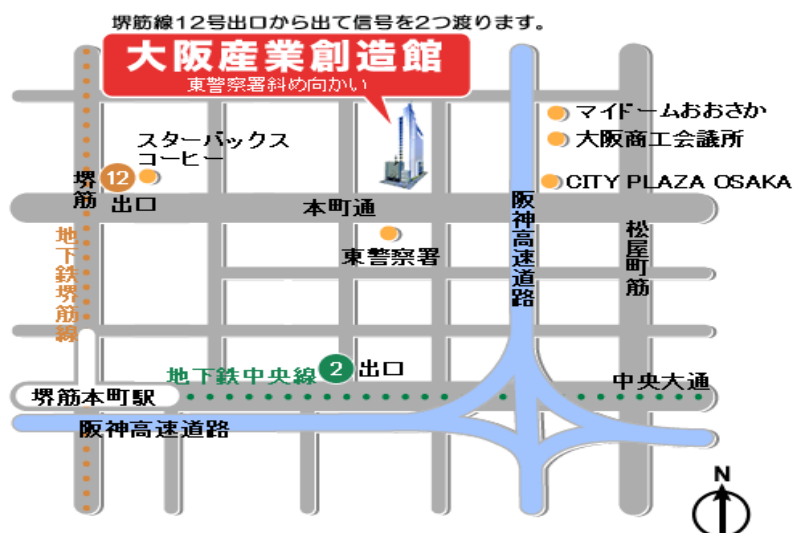 堺筋線12号出口から出て信号を2つ渡ります。
大阪産業創造館
東警察署斜め向かい
マイドームおおさか
大阪商工会議所
CITY PLAZA OSAKA
スターバックス
コーヒー
12
出口
堺筋
本町通
阪神高速道路
松屋町筋
東警察署
地下鉄堺筋線
地下鉄中央線
2
出口
中央大通
堺筋本町駅
阪神高速道路
N